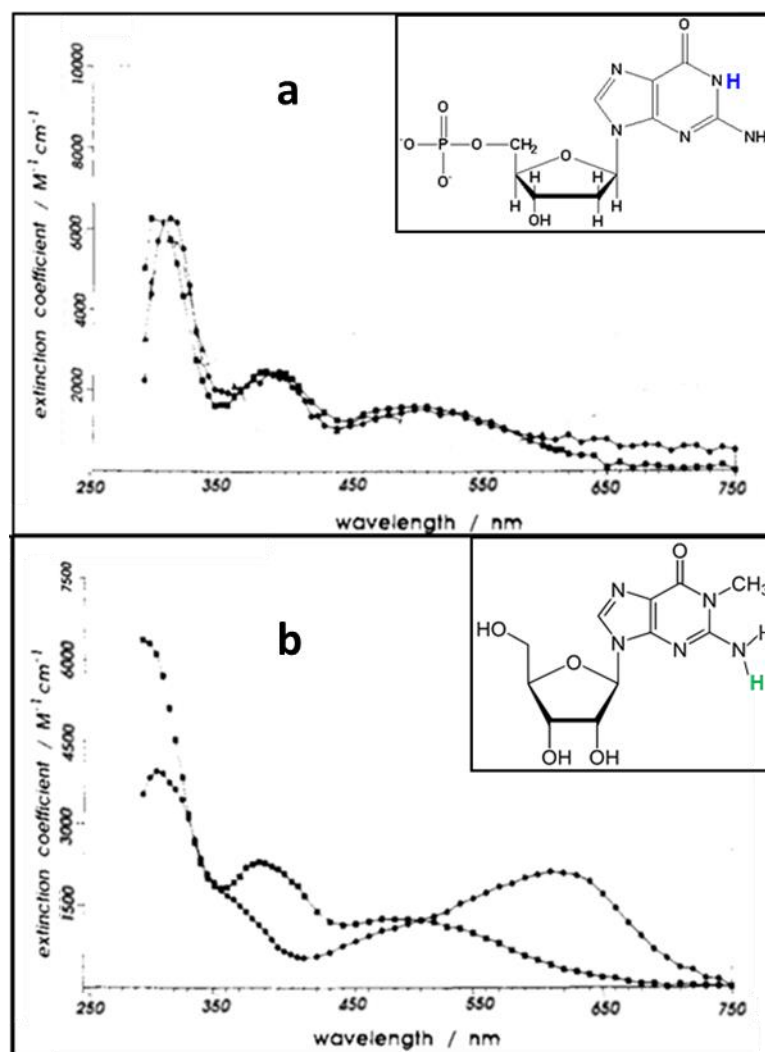 a
extinction coefficient / M⁻¹ cm⁻¹
10000
8000
6000
4000
2000
250
350
450
550
650
750
wavelength / nm
O
N
N H
N
N
NH
O
⁻O P O CH₂
O⁻
O
H H H H
OH H
b
extinction coefficient / M⁻¹ cm⁻¹
7500
6000
4500
3000
1500
250
350
450
550
650
750
wavelength / nm
O
N
N CH₃
N
N
N H
H
HO
O
OH OH